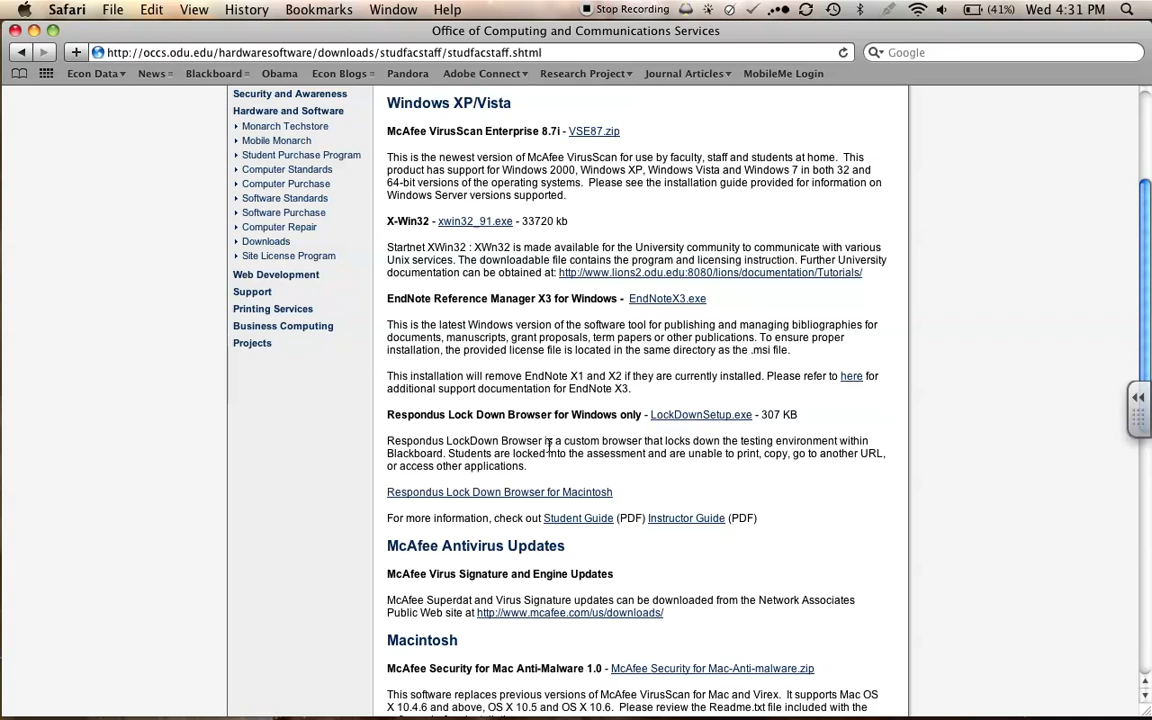 Safari File Edit View History Bookmarks Window Help Stop Recording (41%) Wed 4:31 PM
Office of Computing and Communications Services
http://occs.odu.edu/hardwaresoftware/downloads/studfacstaff/studfacstaff.shtml Google
Econ Data News Blackboard Obama Econ Blogs Pandora Adobe Connect Research Project Journal Articles MobileMe Login
Security and Awareness
Hardware and Software
Monarch Techstore
Mobile Monarch
Student Purchase Program
Computer Standards
Computer Purchase
Software Standards
Software Purchase
Computer Repair
Downloads
Site License Program
Web Development
Support
Printing Services
Business Computing
Projects
Windows XP/Vista
McAfee VirusScan Enterprise 8.7i - VSE87.zip
This is the newest version of McAfee VirusScan for use by faculty, staff and students at home. This
product has support for Windows 2000, Windows XP, Windows Vista and Windows 7 in both 32 and
64-bit versions of the operating systems. Please see the installation guide provided for information on
Windows Server versions supported.
X-Win32 - xwin32_91.exe - 33720 kb
Startnet XWin32 : XWn32 is made available for the University community to communicate with various
Unix services. The downloadable file contains the program and licensing instruction. Further University
documentation can be obtained at: http://www.lions2.odu.edu:8080/lions/documentation/Tutorials/
EndNote Reference Manager X3 for Windows - EndNoteX3.exe
This is the latest Windows version of the software tool for publishing and managing bibliographies for
documents, manuscripts, grant proposals, term papers or other publications. To ensure proper
installation, the provided license file is located in the same directory as the .msi file.
This installation will remove EndNote X1 and X2 if they are currently installed. Please refer to here for
additional support documentation for EndNote X3.
Respondus Lock Down Browser for Windows only - LockDownSetup.exe - 307 KB
Respondus LockDown Browser is a custom browser that locks down the testing environment within
Blackboard. Students are locked into the assessment and are unable to print, copy, go to another URL,
or access other applications.
Respondus Lock Down Browser for Macintosh
For more information, check out Student Guide (PDF) Instructor Guide (PDF)
McAfee Antivirus Updates
McAfee Virus Signature and Engine Updates
McAfee Superdat and Virus Signature updates can be downloaded from the Network Associates
Public Web site at http://www.mcafee.com/us/downloads/
Macintosh
McAfee Security for Mac Anti-Malware 1.0 - McAfee Security for Mac-Anti-malware.zip
This software replaces previous versions of McAfee VirusScan for Mac and Virex. It supports Mac OS
X 10.4.6 and above, OS X 10.5 and OS X 10.6. Please review the Readme.txt file included with the